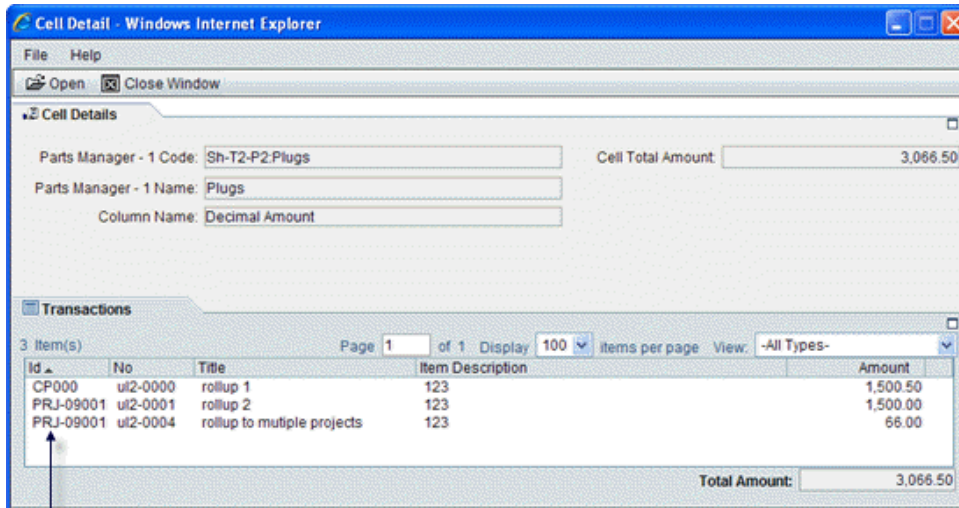 Cell Detail - Windows Internet Explorer
File Help
Open Close Window
Cell Details
Parts Manager - 1 Code: Sh-T2-P2:Plugs Cell Total Amount: 3,066.50
Parts Manager - 1 Name: Plugs
Column Name: Decimal Amount
Transactions
3 Item(s) Page 1 of 1 Display 100 items per page View: -All Types-
Id No Title Item Description Amount
CP000 ul2-0000 rollup 1 123 1,500.50
PRJ-09001 ul2-0001 rollup 2 123 1,500.00
PRJ-09001 ul2-0004 rollup to mutiple projects 123 66.00
Total Amount: 3,066.50